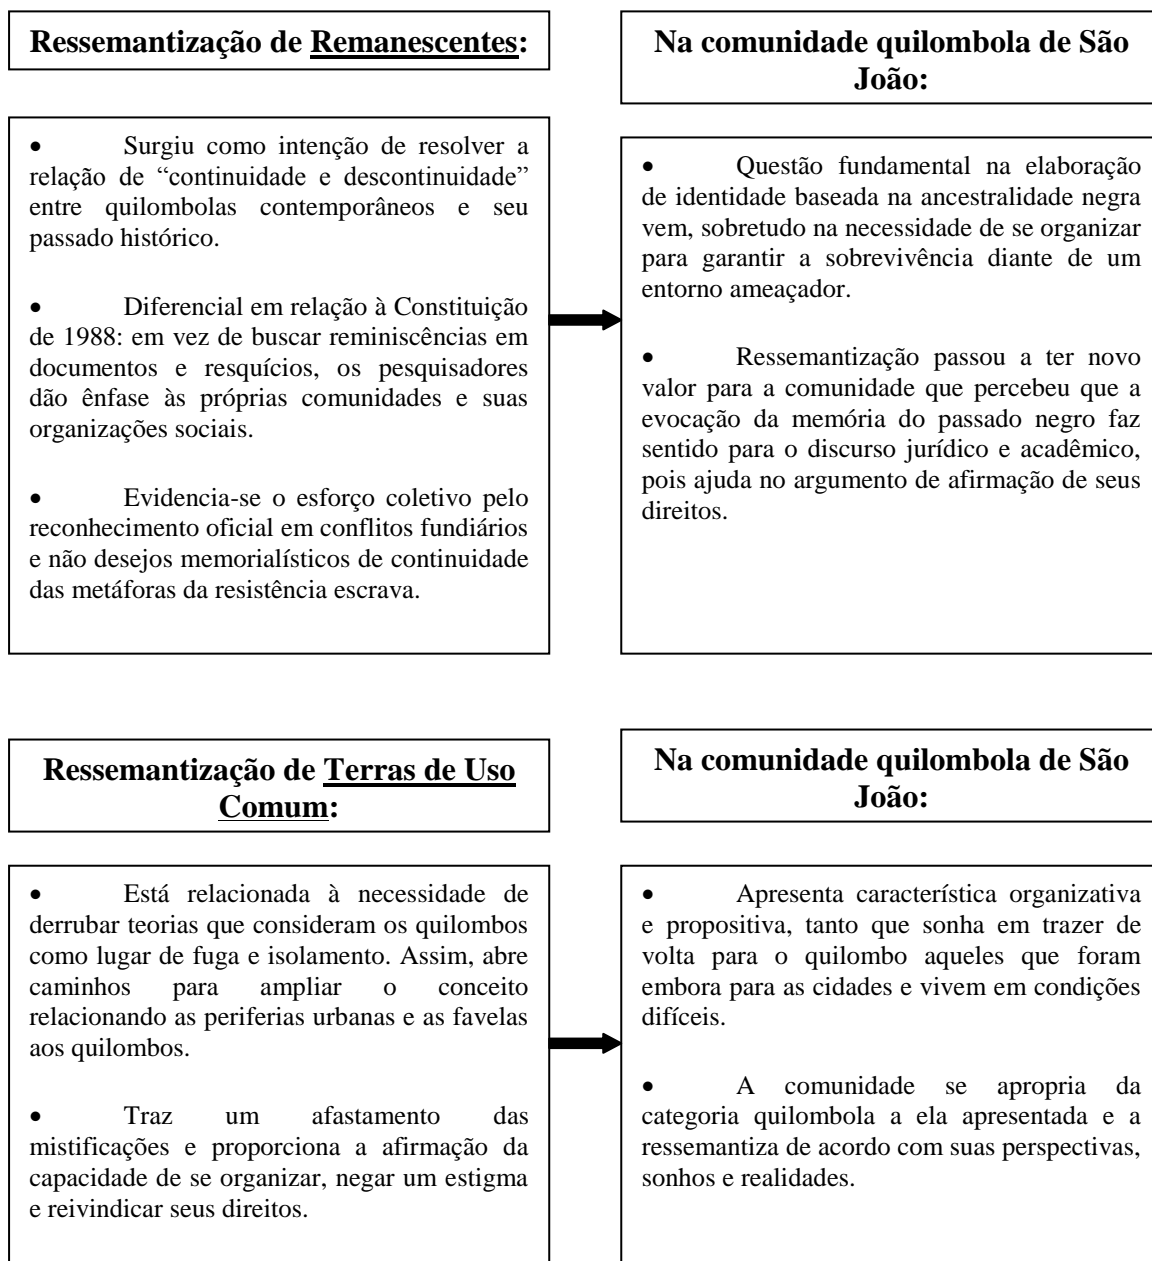 Ressemantização de Remanescentes:
• Surgiu como intenção de resolver a
relação de “continuidade e descontinuidade”
entre quilombolas contemporâneos e seu
passado histórico.
• Diferencial em relação à Constituição
de 1988: em vez de buscar reminiscências em
documentos e resquícios, os pesquisadores
dão ênfase às próprias comunidades e suas
organizações sociais.
• Evidencia-se o esforço coletivo pelo
reconhecimento oficial em conflitos fundiários
e não desejos memorialísticos de continuidade
das metáforas da resistência escrava.
Na comunidade quilombola de São
João:
• Questão fundamental na elaboração
de identidade baseada na ancestralidade negra
vem, sobretudo na necessidade de se organizar
para garantir a sobrevivência diante de um
entorno ameaçador.
• Ressemantização passou a ter novo
valor para a comunidade que percebeu que a
evocação da memória do passado negro faz
sentido para o discurso jurídico e acadêmico,
pois ajuda no argumento de afirmação de seus
direitos.
Ressemantização de Terras de Uso
Comum:
• Está relacionada à necessidade de
derrubar teorias que consideram os quilombos
como lugar de fuga e isolamento. Assim, abre
caminhos para ampliar o conceito
relacionando as periferias urbanas e as favelas
aos quilombos.
• Traz um afastamento das
mistificações e proporciona a afirmação da
capacidade de se organizar, negar um estigma
e reivindicar seus direitos.
Na comunidade quilombola de São
João:
• Apresenta característica organizativa
e propositiva, tanto que sonha em trazer de
volta para o quilombo aqueles que foram
embora para as cidades e vivem em condições
difíceis.
• A comunidade se apropria da
categoria quilombola a ela apresentada e a
ressemantiza de acordo com suas perspectivas,
sonhos e realidades.